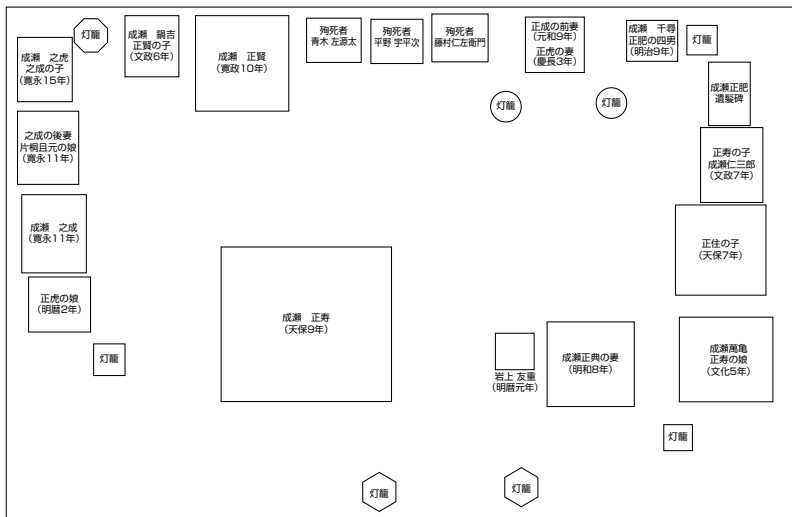 成瀬 之虎
之成の子
(寛永15年)
灯籠
成瀬 鍋吉
正賢の子
(文政6年)
成瀬 正賢
(寛政10年)
殉死者
青木 左源太
殉死者
平野 宇平次
殉死者
藤村仁左衛門
正成の前妻
(元和9年)
正虎の妻
(慶長3年)
成瀬 千尋
正肥の四男
(明治9年)
灯籠
灯籠
灯籠
成瀬正肥
遺髪碑
之成の後妻
片桐且元の娘
(寛永11年)
正寿の子
成瀬仁三郎
(文政7年)
成瀬 之成
(寛永11年)
正住の子
(天保7年)
正虎の娘
(明暦2年)
成瀬 正寿
(天保9年)
灯籠
岩上 友重
(明暦元年)
成瀬正典の妻
(明和8年)
成瀬萬亀
正寿の娘
(文化5年)
灯籠
灯籠
灯籠